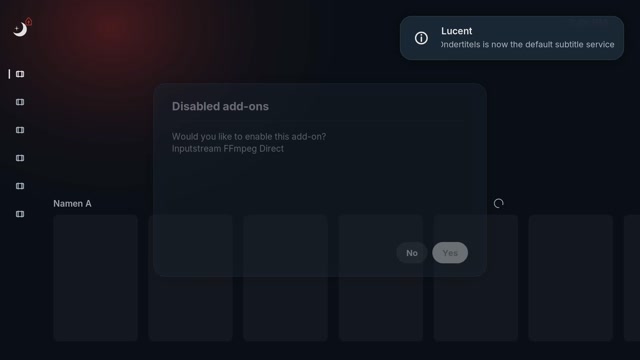 Lucent
Ondertitels is now the default subtitle service
Disabled add-ons
Would you like to enable this add-on?
Inputstream FFmpeg Direct
Namen A
No
Yes